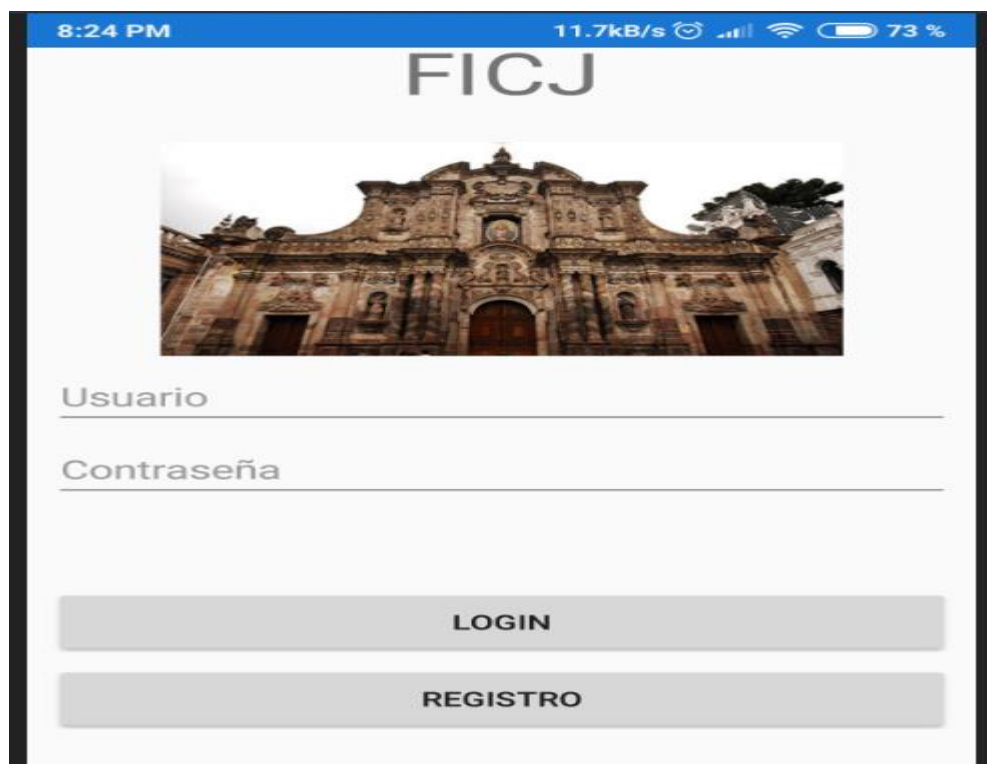 8:24 PM 11.7kB/s 73 %
FICJ
Usuario
Contraseña
LOGIN
REGISTRO